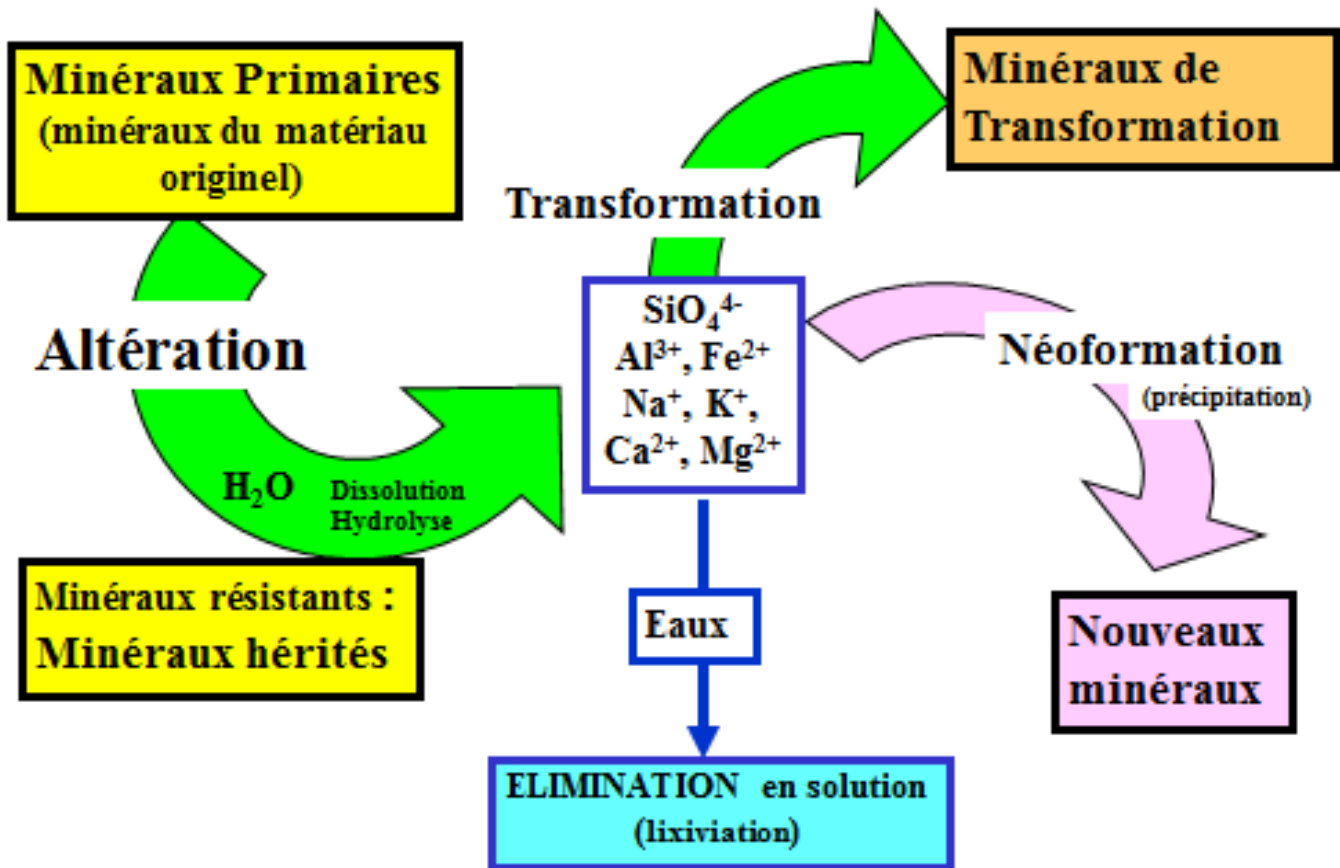 Minéraux Primaires
(minéraux du matériau
originel)
Minéraux de
Transformation
Transformation
Altération
SiO₄⁴⁻
Al³⁺, Fe²⁺
Na⁺, K⁺,
Ca²⁺, Mg²⁺
Néoformation
(précipitation)
H₂O
Dissolution
Hydrolyse
Minéraux résistants :
Minéraux hérités
Eaux
Nouveaux
minéraux
ELIMINATION en solution
(lixiviation)